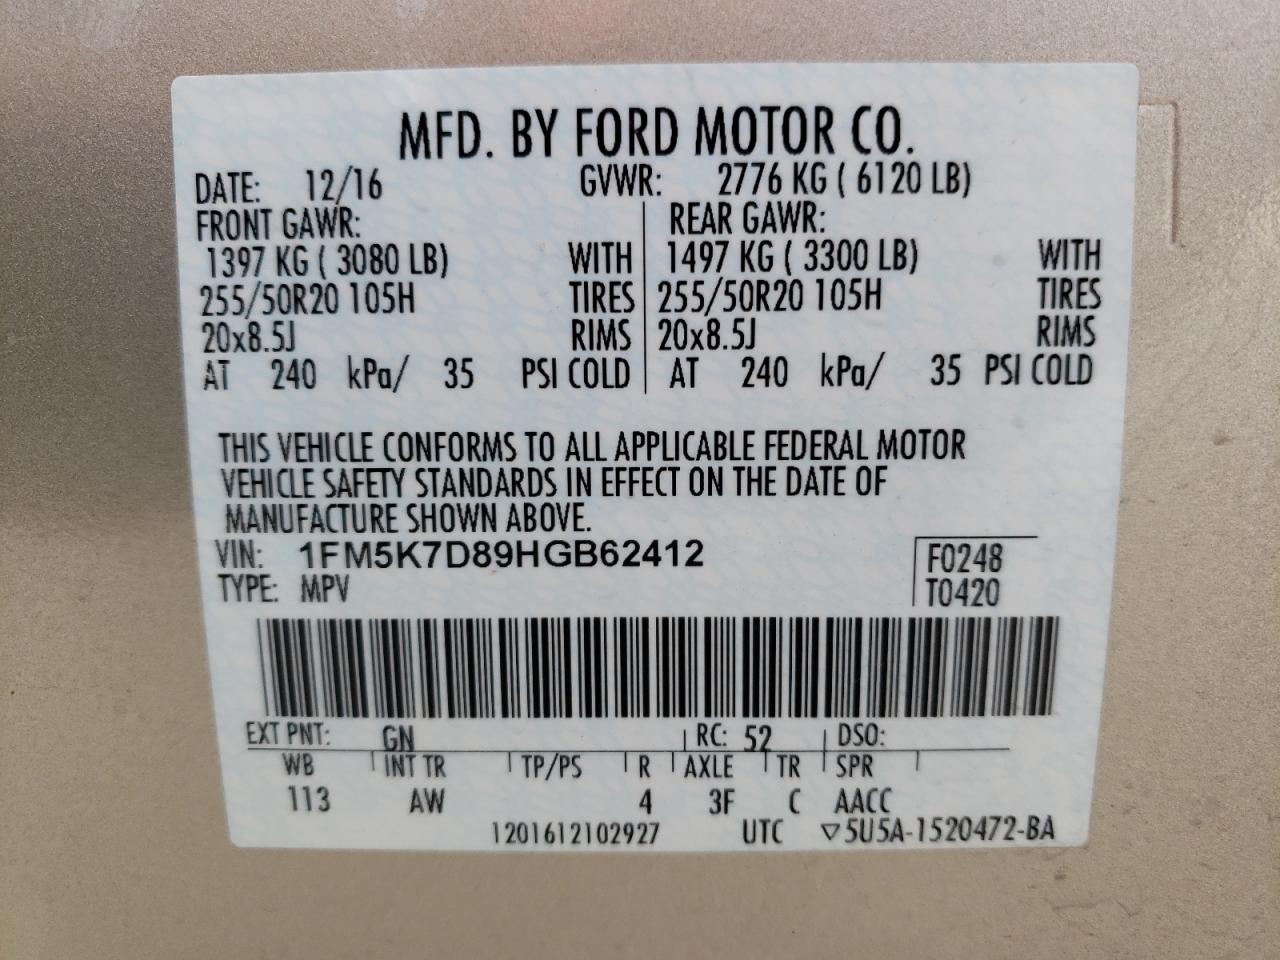 MFD. BY FORD MOTOR CO.
DATE: 12/16 GVWR: 2776 KG ( 6120 LB)
FRONT GAWR: REAR GAWR:
1397 KG ( 3080 LB) WITH 1497 KG ( 3300 LB) WITH
255/50R20 105H TIRES 255/50R20 105H TIRES
20x8.5J RIMS 20x8.5J RIMS
AT 240 kPa/ 35 PSI COLD AT 240 kPa/ 35 PSI COLD
THIS VEHICLE CONFORMS TO ALL APPLICABLE FEDERAL MOTOR
VEHICLE SAFETY STANDARDS IN EFFECT ON THE DATE OF
MANUFACTURE SHOWN ABOVE.
VIN: 1FM5K7D89HGB62412 F0248
TYPE: MPV T0420
EXT PNT: GN RC: 52 DSO:
WB INT TR TP/PS R AXLE TR SPR
113 AW 4 3F C AACC
1201612102927 UTC ▽5U5A-1520472-BA